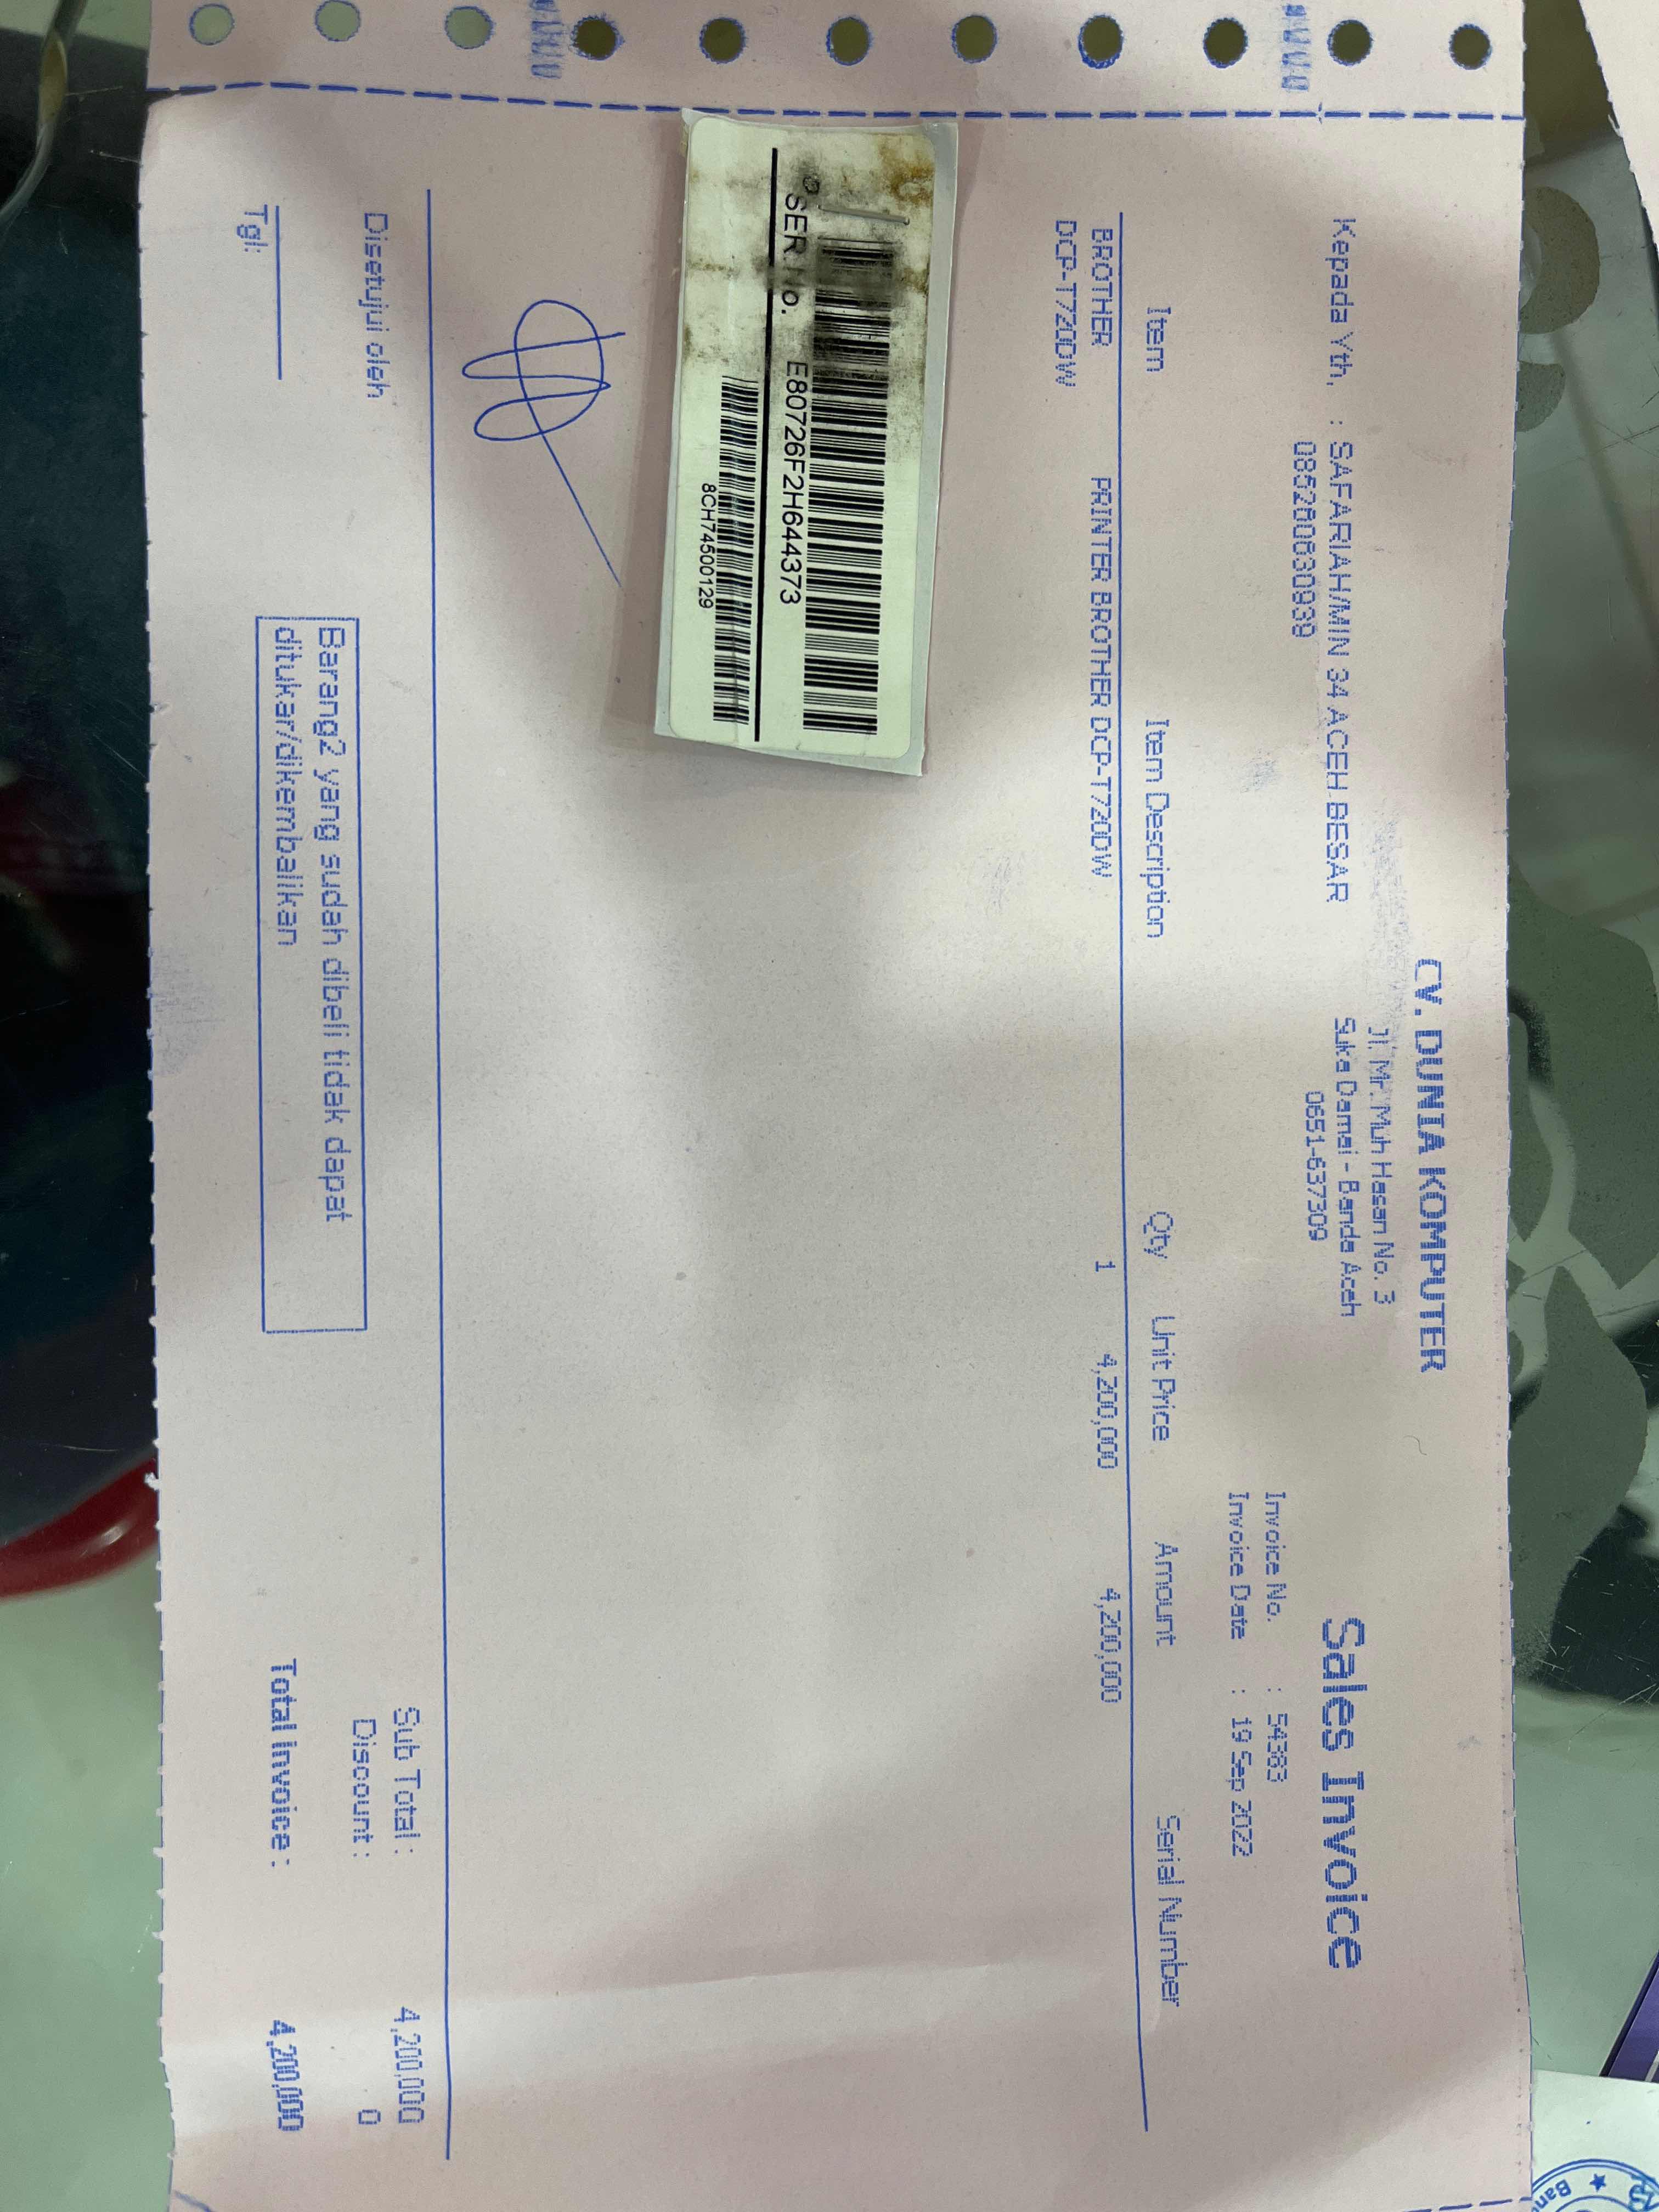 CV. DUNIA KOMPUTER
Jl. Mr. Muh Hasan No. 3
Suka Damai - Banda Aceh
0651-637309
Sales Invoice
Kepada Yth, : SAFARIAH/MIN 34 ACEH BESAR
085280630939
Invoice No. : 54383
Invoice Date : 19 Sep 2022
Item Item Description Qty Unit Price Amount Serial Number
BROTHER PRINTER BROTHER DCP-T720DW 1 4,200,000 4,200,000
DCP-T720DW
SER No. E80726F2H644373
8CH74500129
Disetujui oleh
Tgl:
Barang2 yang sudah dibeli tidak dapat
ditukar/dikembalikan
Sub Total : 4,200,000
Discount : 0
Total Invoice : 4,200,000